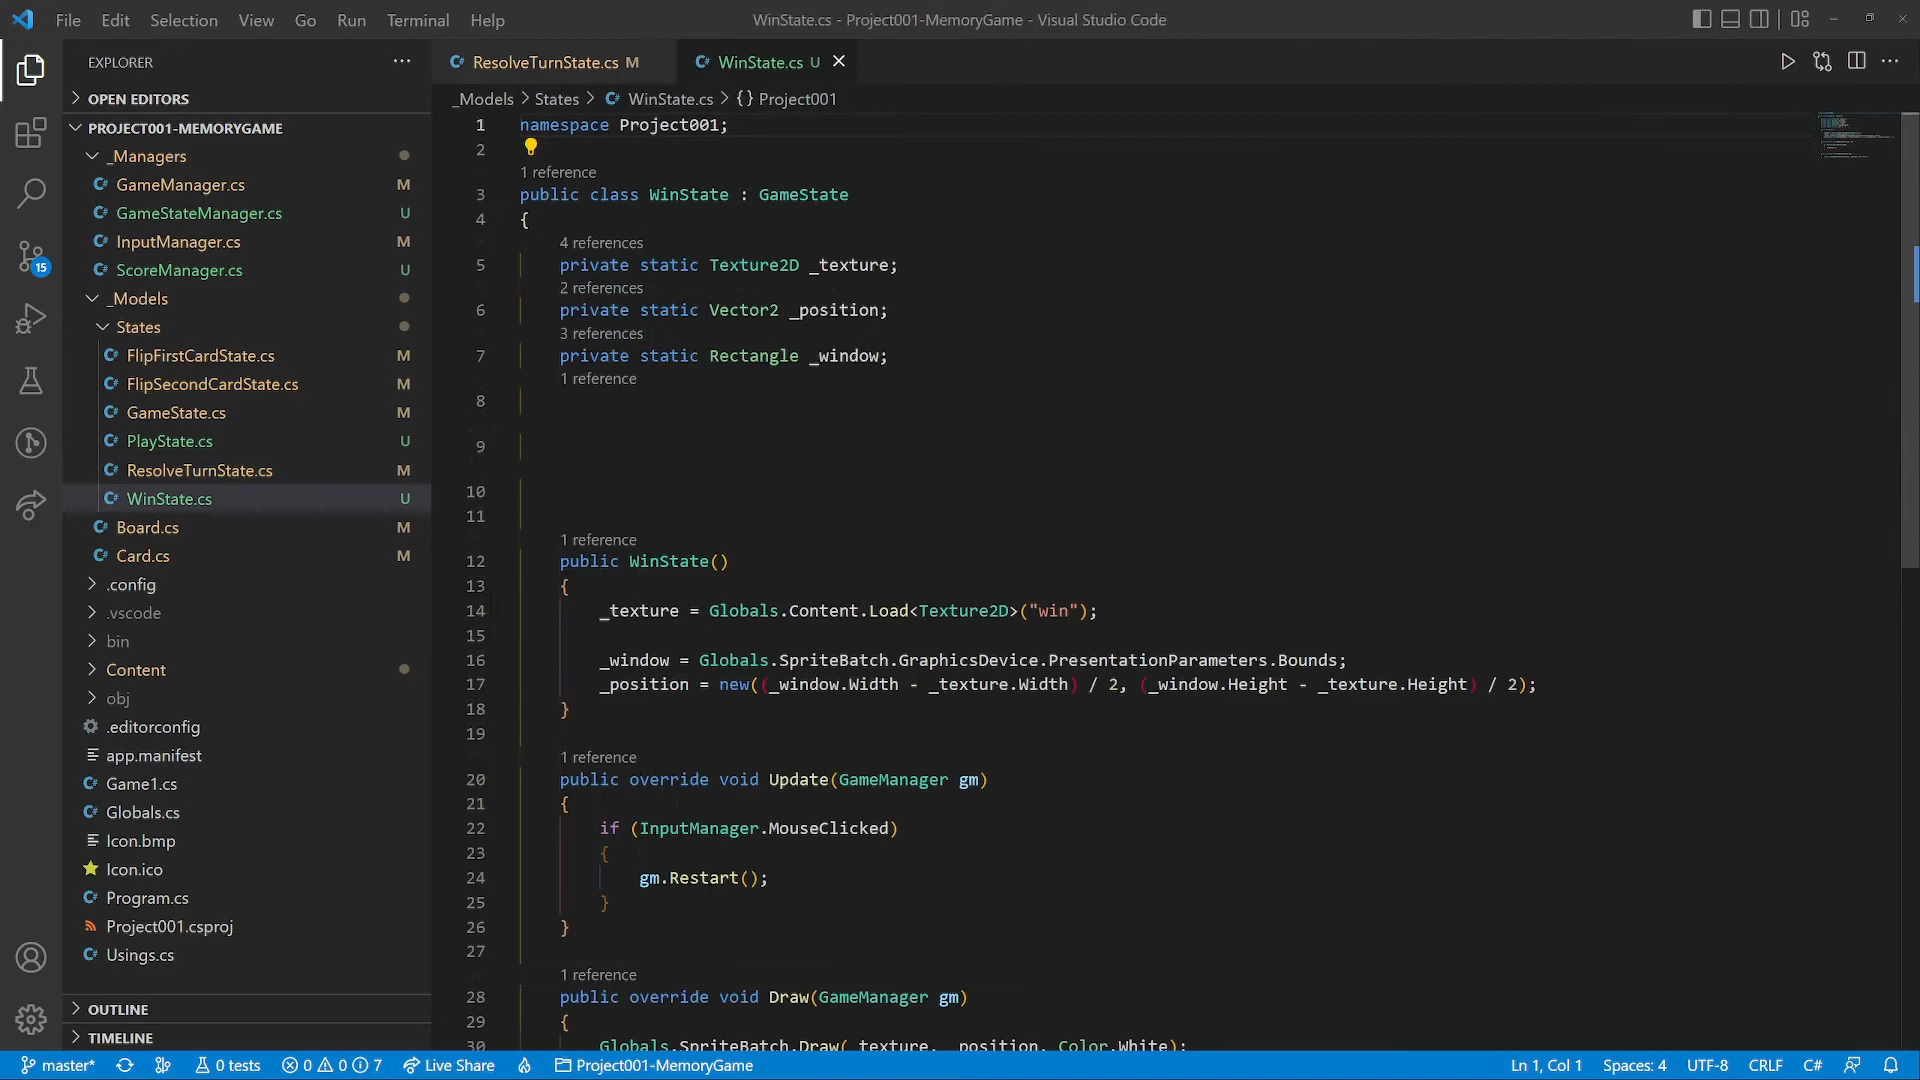 File Edit Selection View Go Run Terminal Help
WinState.cs - Project001-MemoryGame - Visual Studio Code
EXPLORER
OPEN EDITORS
PROJECT001-MEMORYGAME
_Managers
GameManager.cs M
GameStateManager.cs U
InputManager.cs M
ScoreManager.cs U
_Models
States
FlipFirstCardState.cs M
FlipSecondCardState.cs M
GameState.cs M
PlayState.cs U
ResolveTurnState.cs M
WinState.cs U
Board.cs M
Card.cs M
.config
.vscode
bin
Content
obj
.editorconfig
app.manifest
Game1.cs
Globals.cs
Icon.bmp
Icon.ico
Program.cs
Project001.csproj
Usings.cs
OUTLINE
TIMELINE
15
ResolveTurnState.cs M
WinState.cs U
_Models > States > WinState.cs > {} Project001
1 namespace Project001;
2
1 reference
3 public class WinState : GameState
4 {
4 references
5 private static Texture2D _texture;
2 references
6 private static Vector2 _position;
3 references
7 private static Rectangle _window;
1 reference
8
9
10
11
1 reference
12 public WinState()
13 {
14 _texture = Globals.Content.Load<Texture2D>("win");
15
16 _window = Globals.SpriteBatch.GraphicsDevice.PresentationParameters.Bounds;
17 _position = new((_window.Width - _texture.Width) / 2, (_window.Height - _texture.Height) / 2);
18 }
19
1 reference
20 public override void Update(GameManager gm)
21 {
22 if (InputManager.MouseClicked)
23 {
24 gm.Restart();
25 }
26 }
27
1 reference
28 public override void Draw(GameManager gm)
29 {
30 Globals.SpriteBatch.Draw(_texture, _position, Color.White);
master* 0 tests 0 0 7 Live Share Project001-MemoryGame
Ln 1, Col 1 Spaces: 4 UTF-8 CRLF C#